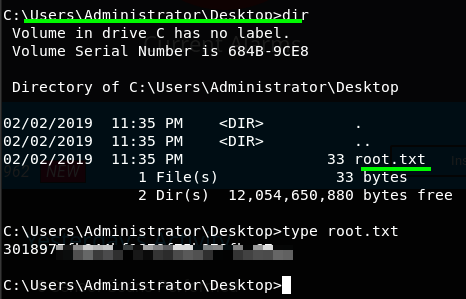 C:\Users\Administrator\Desktop>dir
Volume in drive C has no label.
Volume Serial Number is 684B-9CE8
Directory of C:\Users\Administrator\Desktop
02/02/2019 11:35 PM <DIR> .
02/02/2019 11:35 PM <DIR> ..
02/02/2019 11:35 PM 33 root.txt
1 File(s) 33 bytes
2 Dir(s) 12,054,650,880 bytes free
962 NEW
C:\Users\Administrator\Desktop>type root.txt
301897
C:\Users\Administrator\Desktop>